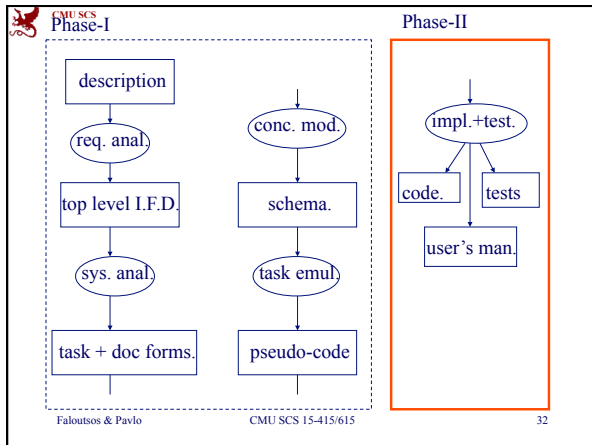 CMU SCS
Phase-I
Phase-II
description
req. anal.
top level I.F.D.
sys. anal.
task + doc forms.
conc. mod.
schema.
task emul.
pseudo-code
impl.+test.
code.
tests
user's man.
Faloutsos & Pavlo
CMU SCS 15-415/615
32